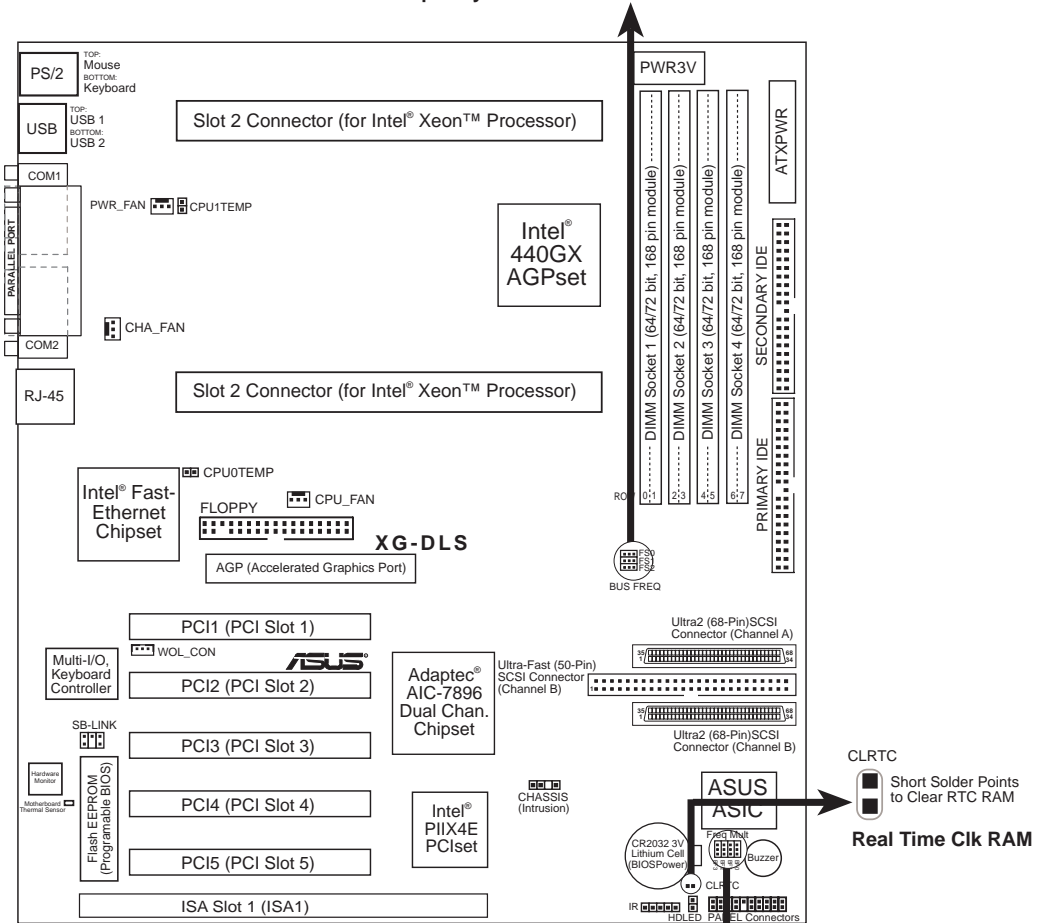 TOP:
Mouse
BOTTOM:
Keyboard
PS/2
TOP:
USB 1
BOTTOM:
USB 2
USB
PWR3V
ATXPWR
Slot 2 Connector (for Intel® Xeon™ Processor)
COM1
PARALLEL PORT
COM2
PWR_FAN
CPU1TEMP
CHA_FAN
Intel®
440GX
AGPset
DIMM Socket 1 (64/72 bit, 168 pin module)
DIMM Socket 2 (64/72 bit, 168 pin module)
DIMM Socket 3 (64/72 bit, 168 pin module)
DIMM Socket 4 (64/72 bit, 168 pin module)
SECONDARY IDE
PRIMARY IDE
RJ-45
Slot 2 Connector (for Intel® Xeon™ Processor)
CPU0TEMP
Intel® Fast-
Ethernet
Chipset
CPU_FAN
FLOPPY
XG-DLS
AGP (Accelerated Graphics Port)
ROW 0-1 2-3 4-5 6-7
FS0
FS1
FS2
BUS FREQ
PCI1 (PCI Slot 1)
WOL_CON
ASUS
Multi-I/O,
Keyboard
Controller
PCI2 (PCI Slot 2)
Adaptec®
AIC-7896
Dual Chan.
Chipset
Ultra2 (68-Pin)SCSI
Connector (Channel A)
35 68
1 34
Ultra-Fast (50-Pin)
SCSI Connector
(Channel B)
1
35 68
1 34
Ultra2 (68-Pin)SCSI
Connector (Channel B)
SB-LINK
PCI3 (PCI Slot 3)
Hardware
Monitor
Motherboard
Thermal Sensor
Flash EEPROM
(Programable BIOS)
PCI4 (PCI Slot 4)
PCI5 (PCI Slot 5)
Intel®
PIIX4E
PCIset
CHASSIS
(Intrusion)
ASUS
ASIC
CLRTC
Short Solder Points
to Clear RTC RAM
Real Time Clk RAM
CR2032 3V
Lithium Cell
(BIOSPower)
Freq Mult
Buzzer
CLRTC
ISA Slot 1 (ISA1)
IR
HDLED
PANEL Connectors